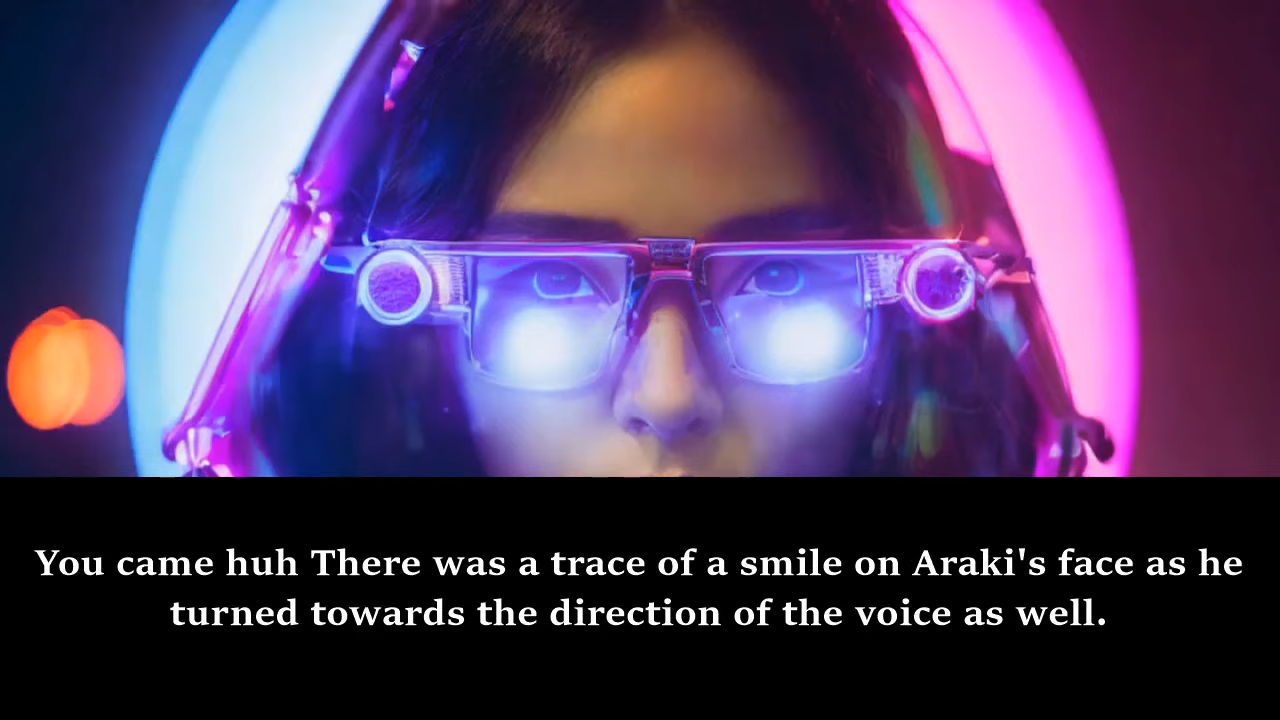 You came huh There was a trace of a smile on Araki's face as he
turned towards the direction of the voice as well.